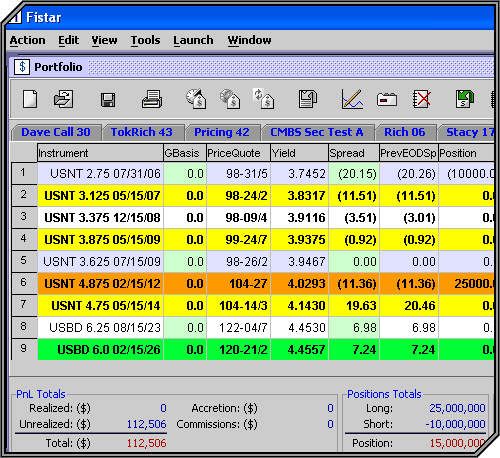 Fistar
Action Edit View Tools Launch Window
$ Portfolio
Dave Call 30 TokRich 43 Pricing 42 CMBS Sec Test A Rich 06 Stacy 17
Instrument GBasis PriceQuote Yield Spread PrevEODSp Position
1 USNT 2.75 07/31/06 0.0 98-31/5 3.7452 (20.15) (20.26) (10000.
2 USNT 3.125 05/15/07 0.0 98-24/2 3.8317 (11.51) (11.51) 0.
3 USNT 3.375 12/15/08 0.0 98-09/4 3.9116 (3.51) (3.01) 0.
4 USNT 3.875 05/15/09 0.0 99-24/7 3.9375 (0.92) (0.92) 0.
5 USNT 3.625 07/15/09 0.0 98-26/2 3.9467 0.00 0.00 0.
6 USNT 4.875 02/15/12 0.0 104-27 4.0293 (11.36) (11.36) 25000.
7 USNT 4.75 05/15/14 0.0 104-14/3 4.1430 19.63 20.46 0.
8 USBD 6.25 08/15/23 0.0 122-04/7 4.4530 6.98 6.98 0.
9 USBD 6.0 02/15/26 0.0 120-21/2 4.4557 7.24 7.24 0.
PnL Totals Positions Totals
Realized: ($) 0 Accretion: ($) 0 Long: 25,000,000
Unrealized: ($) 112,506 Commissions: ($) 0 Short: -10,000,000
Total: ($) 112,506 Position: 15,000,000